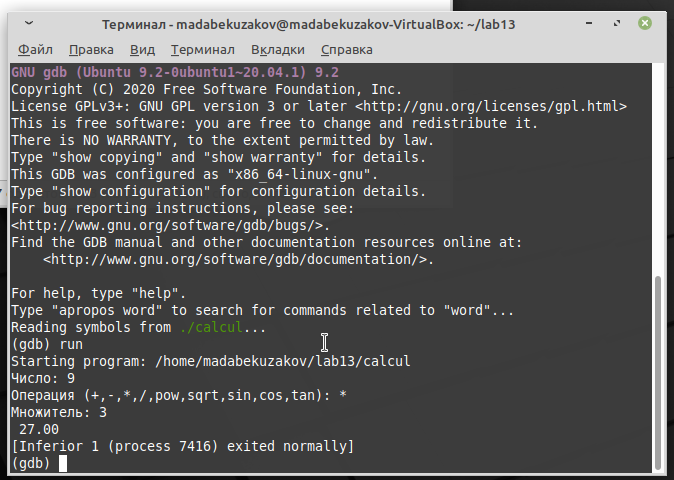 Терминал - madabekuzakov@madabekuzakov-VirtualBox: ~/lab13
Файл Правка Вид Терминал Вкладки Справка
GNU gdb (Ubuntu 9.2-0ubuntu1~20.04.1) 9.2
Copyright (C) 2020 Free Software Foundation, Inc.
License GPLv3+: GNU GPL version 3 or later <http://gnu.org/licenses/gpl.html>
This is free software: you are free to change and redistribute it.
There is NO WARRANTY, to the extent permitted by law.
Type "show copying" and "show warranty" for details.
This GDB was configured as "x86_64-linux-gnu".
Type "show configuration" for configuration details.
For bug reporting instructions, please see:
<http://www.gnu.org/software/gdb/bugs/>.
Find the GDB manual and other documentation resources online at:
    <http://www.gnu.org/software/gdb/documentation/>.

For help, type "help".
Type "apropos word" to search for commands related to "word"...
Reading symbols from ./calcul...
(gdb) run
Starting program: /home/madabekuzakov/lab13/calcul
Число: 9
Операция (+,-,*,/,pow,sqrt,sin,cos,tan): *
Множитель: 3
 27.00
[Inferior 1 (process 7416) exited normally]
(gdb)